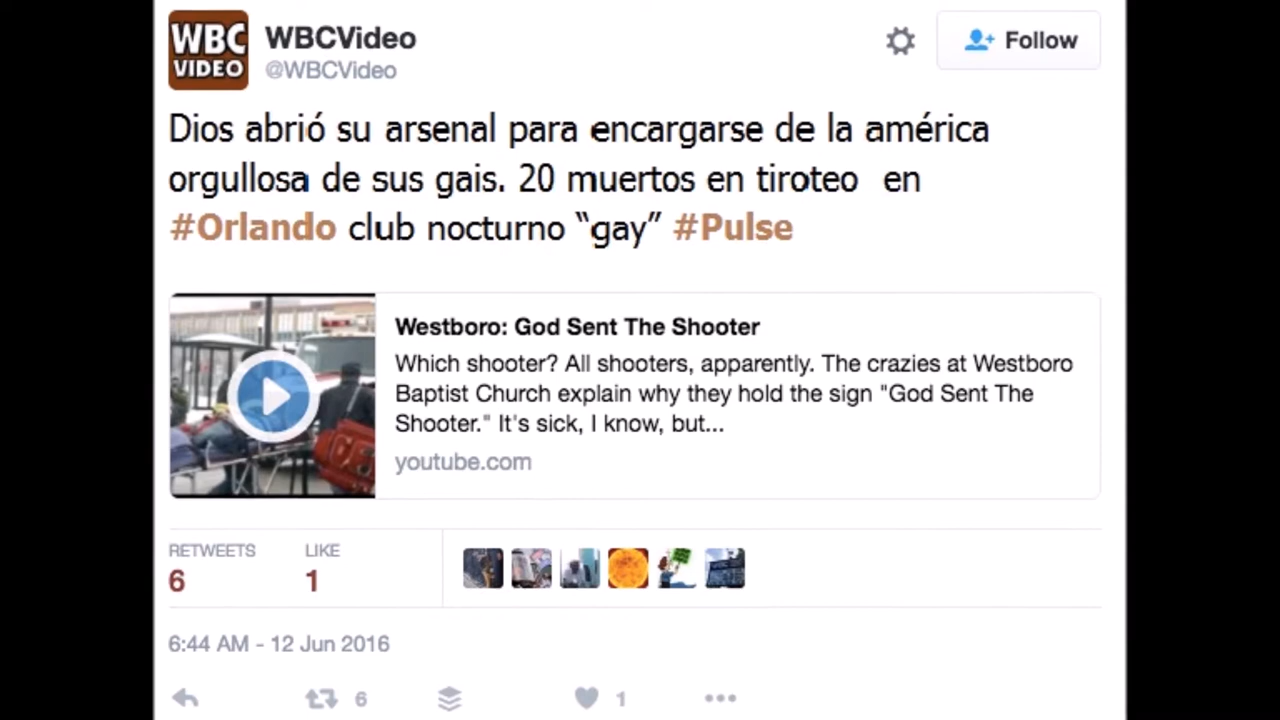 WBC
VIDEO
WBCVideo
@WBCVideo
Follow
Dios abrió su arsenal para encargarse de la américa
orgullosa de sus gais. 20 muertos en tiroteo en
#Orlando club nocturno “gay” #Pulse
Westboro: God Sent The Shooter
Which shooter? All shooters, apparently. The crazies at Westboro
Baptist Church explain why they hold the sign "God Sent The
Shooter." It's sick, I know, but...
youtube.com
RETWEETS LIKE
6 1
6:44 AM - 12 Jun 2016
6 1